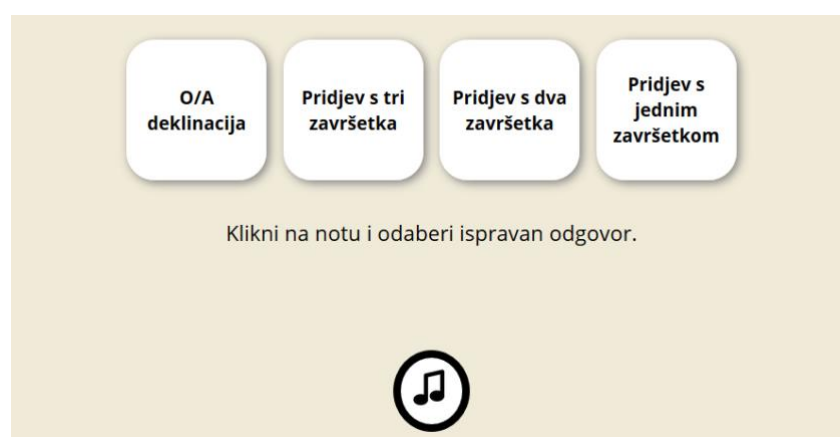 O/A
deklinacija
Pridjev s tri
završetka
Pridjev s dva
završetka
Pridjev s
jednim
završetkom
Klikni na notu i odaberi ispravan odgovor.